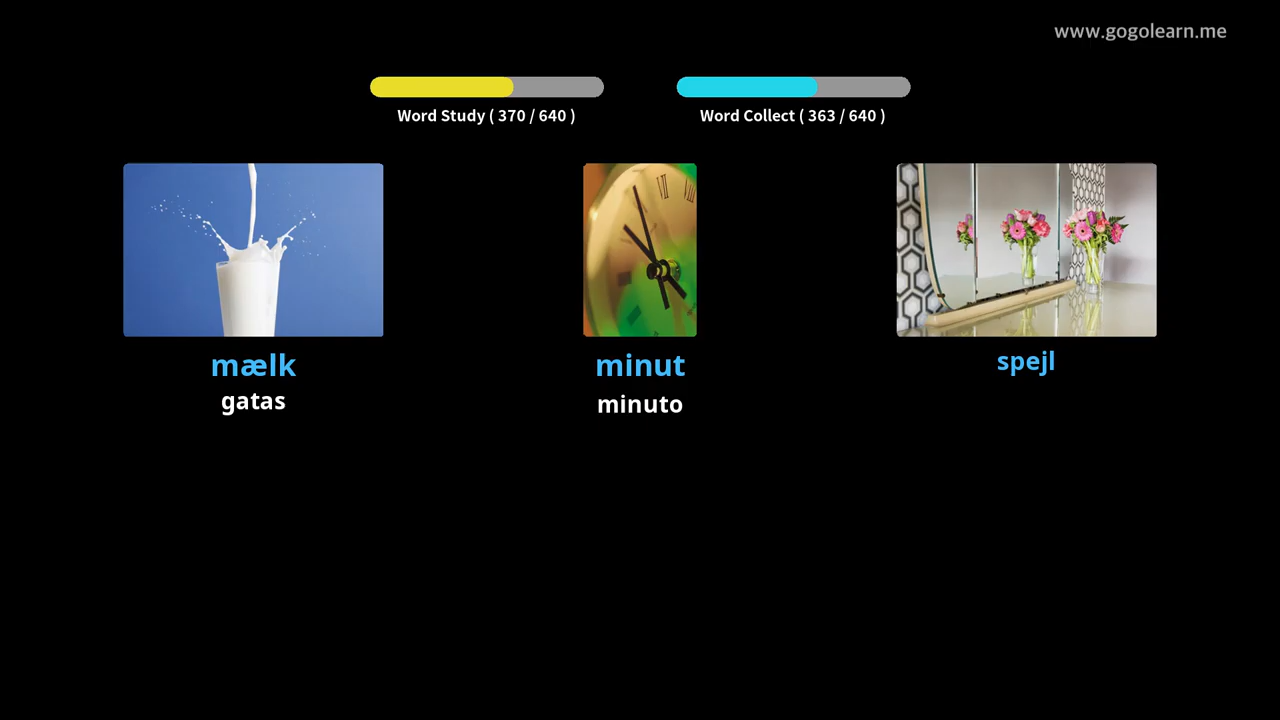 www.gogolearn.me
Word Study ( 370 / 640 )
Word Collect ( 363 / 640 )
mælk
gatas
minut
minuto
spejl